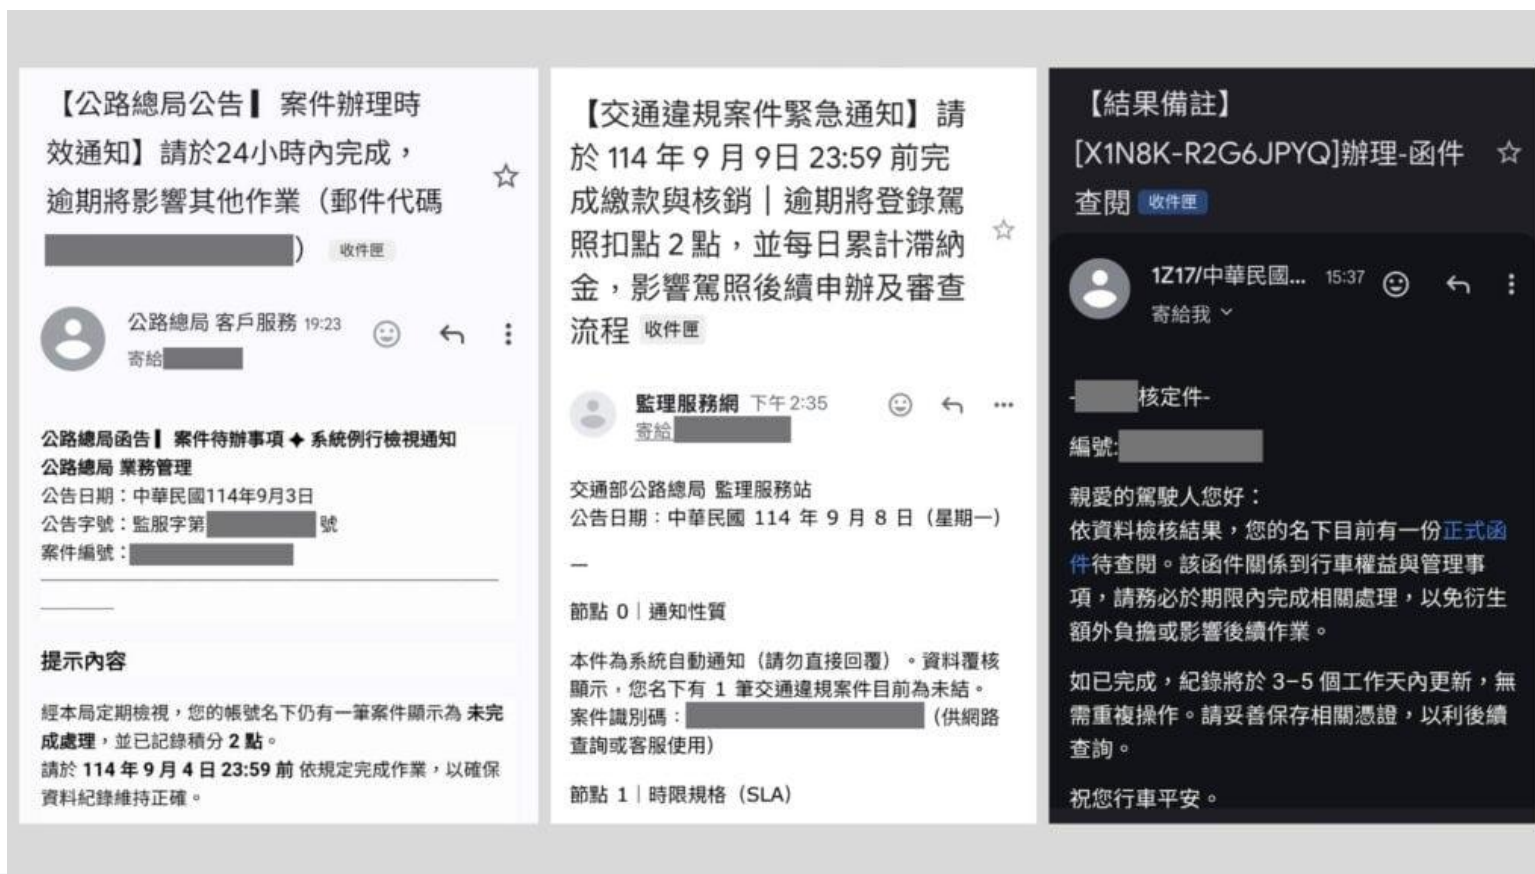 【公路總局公告▎ 案件辦理時
效通知】請於24小時內完成，
逾期將影響其他作業（郵件代碼
） 收件匣
公路總局 客戶服務 19:23
寄給
公路總局函告▎ 案件待辦事項 ✦ 系統例行檢視通知
公路總局 業務管理
公告日期：中華民國114年9月3日
公告字號：監服字第 號
案件編號：
提示內容
經本局定期檢視，您的帳號名下仍有一筆案件顯示為 未完
成處理，並已記錄積分 2 點。
請於 114 年 9 月 4 日 23:59 前 依規定完成作業，以確保
資料紀錄維持正確。
【交通違規案件緊急通知】請
於 114 年 9 月 9日 23:59 前完
成繳款與核銷｜逾期將登錄駕
照扣點 2 點，並每日累計滯納
金，影響駕照後續申辦及審查
流程 收件匣
監理服務網 下午2:35
寄給
交通部公路總局 監理服務站
公告日期：中華民國 114 年 9 月 8 日（星期一）
—
節點 0｜通知性質
本件為系統自動通知（請勿直接回覆）。資料覆核
顯示，您名下有 1 筆交通違規案件目前為未結。
案件識別碼： （供網路
查詢或客服使用）
節點 1｜時限規格（SLA）
【結果備註】
[X1N8K-R2G6JPYQ]辦理-函件
查閱 收件匣
1Z17/中華民國... 15:37
寄給我
- 核定件-
編號:
親愛的駕駛人您好：
依資料檢核結果，您的名下目前有一份正式函
件待查閱。該函件關係到行車權益與管理事
項，請務必於期限內完成相關處理，以免衍生
額外負擔或影響後續作業。
如已完成，紀錄將於 3–5 個工作天內更新，無
需重複操作。請妥善保存相關憑證，以利後續
查詢。
祝您行車平安。